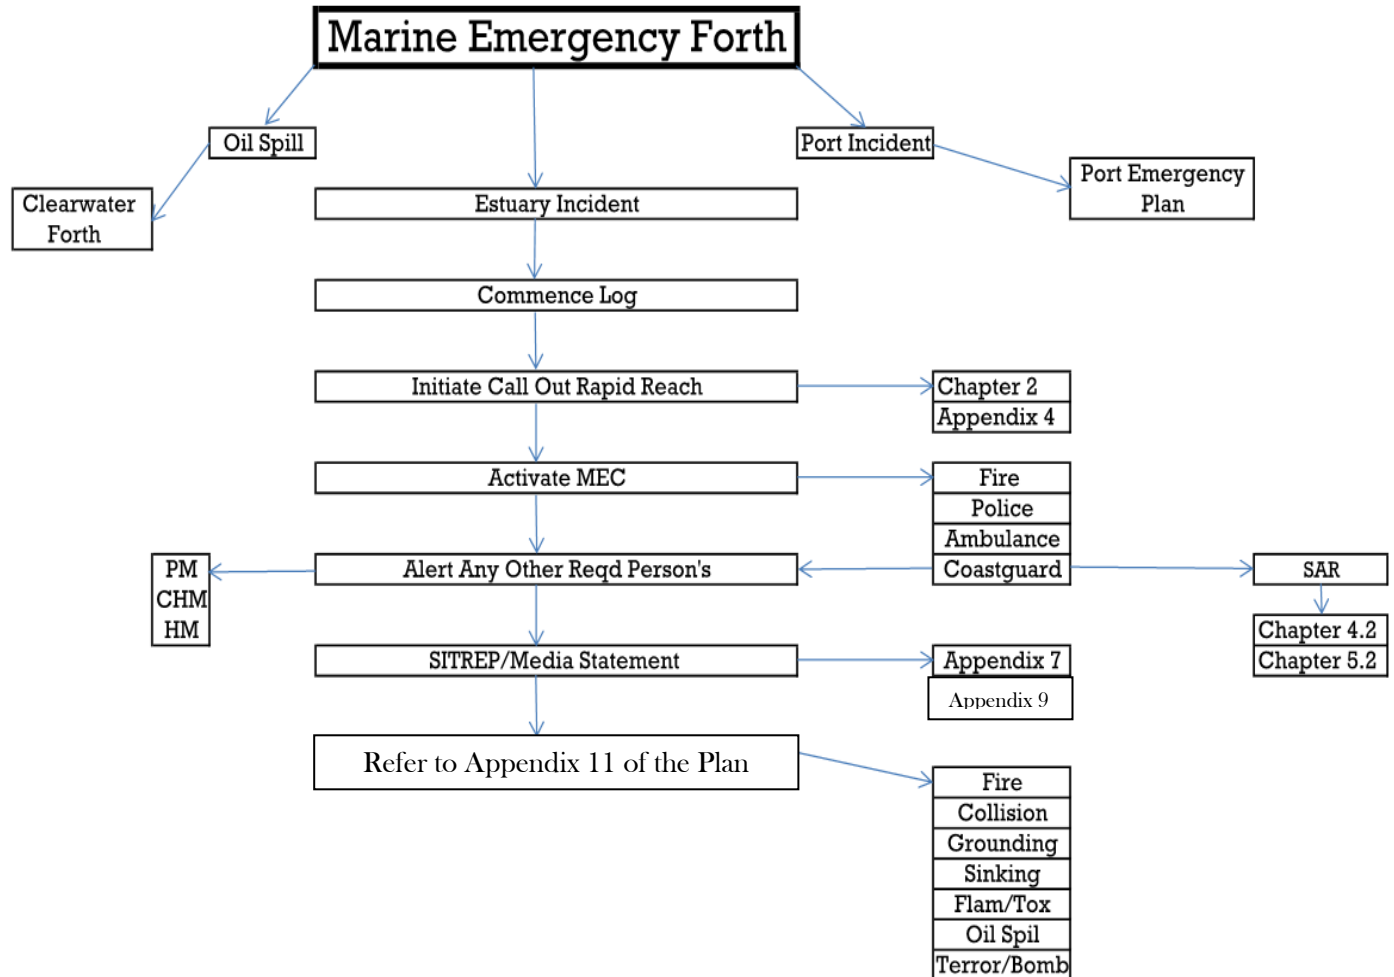 Marine Emergency Forth
Oil Spill
Port Incident
Clearwater
Forth
Estuary Incident
Port Emergency
Plan
Commence Log
Initiate Call Out Rapid Reach
Chapter 2
Appendix 4
Activate MEC
Fire
Police
Ambulance
Coastguard
Alert Any Other Reqd Person's
PM
CHM
HM
SAR
Chapter 4.2
Chapter 5.2
SITREP/Media Statement
Appendix 7
Appendix 9
Refer to Appendix 11 of the Plan
Fire
Collision
Grounding
Sinking
Flam/Tox
Oil Spil
Terror/Bomb